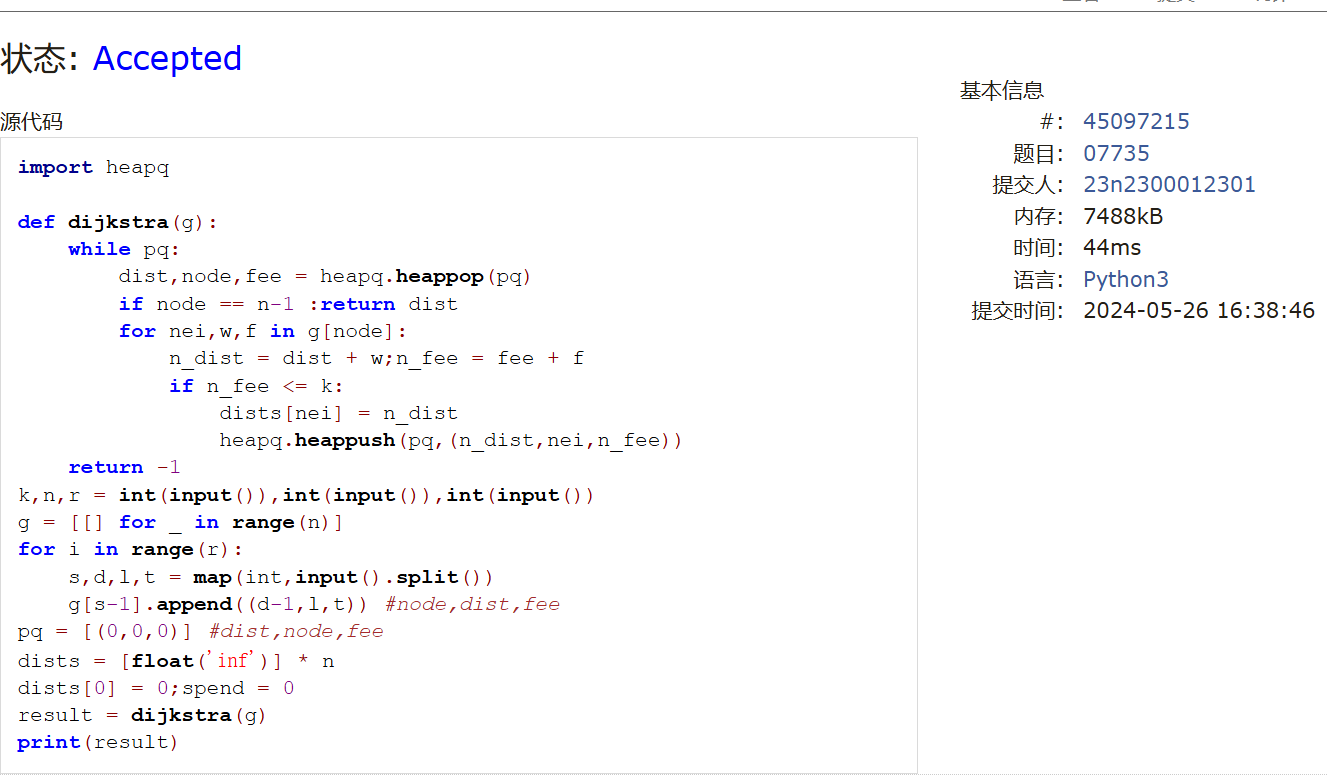 状态: Accepted
源代码
import heapq
def dijkstra(g):
    while pq:
        dist,node,fee = heapq.heappop(pq)
        if node == n-1 :return dist
        for nei,w,f in g[node]:
            n_dist = dist + w;n_fee = fee + f
            if n_fee <= k:
                dists[nei] = n_dist
                heapq.heappush(pq,(n_dist,nei,n_fee))
    return -1
k,n,r = int(input()),int(input()),int(input())
g = [[] for _ in range(n)]
for i in range(r):
    s,d,l,t = map(int,input().split())
    g[s-1].append((d-1,l,t)) #node,dist,fee
pq = [(0,0,0)] #dist,node,fee
dists = [float('inf')] * n
dists[0] = 0;spend = 0
result = dijkstra(g)
print(result)
基本信息
#: 45097215
题目: 07735
提交人: 23n2300012301
内存: 7488kB
时间: 44ms
语言: Python3
提交时间: 2024-05-26 16:38:46